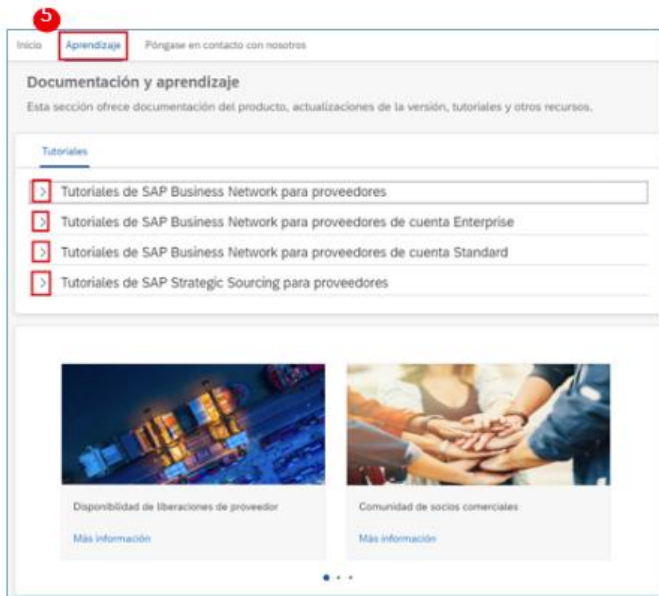 5
Inicio Aprendizaje Póngase en contacto con nosotros
Documentación y aprendizaje
Esta sección ofrece documentación del producto, actualizaciones de la versión, tutoriales y otros recursos.
Tutoriales
Tutoriales de SAP Business Network para proveedores
Tutoriales de SAP Business Network para proveedores de cuenta Enterprise
Tutoriales de SAP Business Network para proveedores de cuenta Standard
Tutoriales de SAP Strategic Sourcing para proveedores
Disponibilidad de liberaciones de proveedor
Más información
Comunidad de socios comerciales
Más información